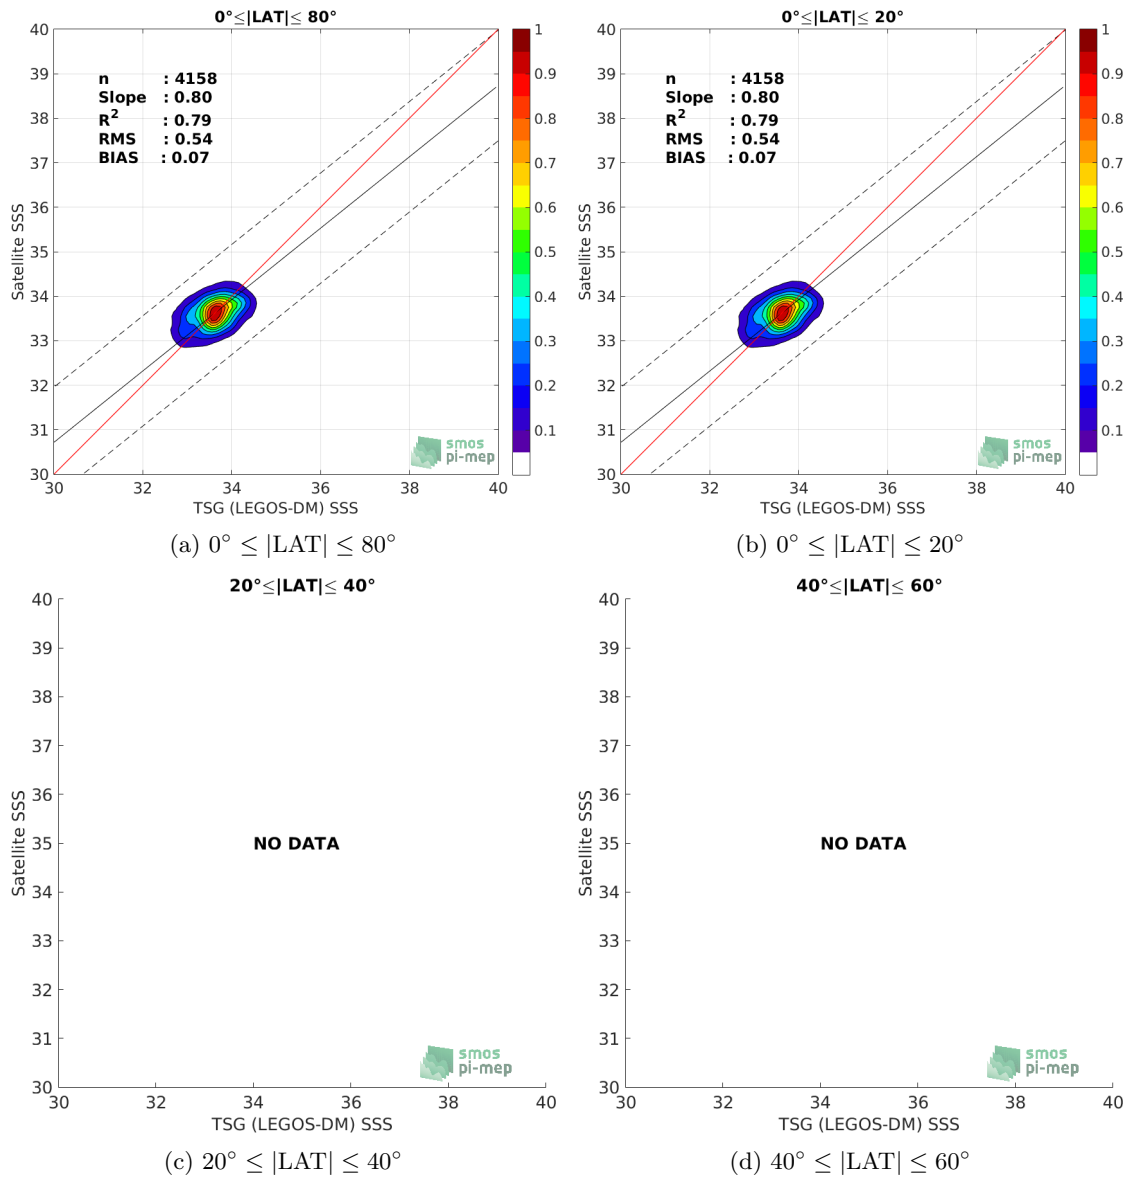 0°≤|LAT|≤ 80°
40
39
38
37
36
35
34
33
32
31
30
Satellite SSS
n : 4158
Slope : 0.80
R² : 0.79
RMS : 0.54
BIAS : 0.07
smos
pi-mep
30 32 34 36 38 40
TSG (LEGOS-DM) SSS
1
0.9
0.8
0.7
0.6
0.5
0.4
0.3
0.2
0.1
(a) 0° ≤ |LAT| ≤ 80°
0°≤|LAT|≤ 20°
40
39
38
37
36
35
34
33
32
31
30
Satellite SSS
n : 4158
Slope : 0.80
R² : 0.79
RMS : 0.54
BIAS : 0.07
smos
pi-mep
30 32 34 36 38 40
TSG (LEGOS-DM) SSS
1
0.9
0.8
0.7
0.6
0.5
0.4
0.3
0.2
0.1
(b) 0° ≤ |LAT| ≤ 20°
20°≤|LAT|≤ 40°
40
39
38
37
36
35
34
33
32
31
30
Satellite SSS
NO DATA
smos
pi-mep
30 32 34 36 38 40
TSG (LEGOS-DM) SSS
(c) 20° ≤ |LAT| ≤ 40°
40°≤|LAT|≤ 60°
40
39
38
37
36
35
34
33
32
31
30
Satellite SSS
NO DATA
smos
pi-mep
30 32 34 36 38 40
TSG (LEGOS-DM) SSS
(d) 40° ≤ |LAT| ≤ 60°